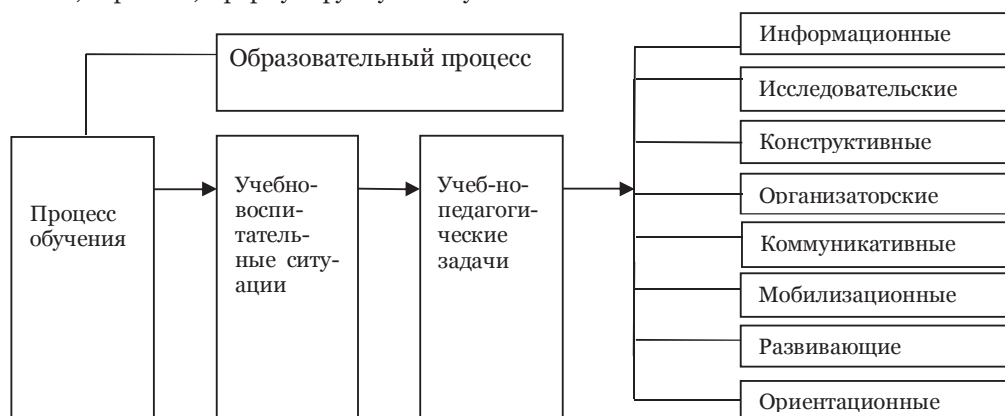 Образовательный процесс
Процесс
обучения
Учебно-
воспи-
татель-
ные ситу-
ации
Учеб-но-
педагоги-
ческие
задачи
Информационные
Исследовательские
Конструктивные
Организаторские
Коммуникативные
Мобилизационные
Развивающие
Ориентационные